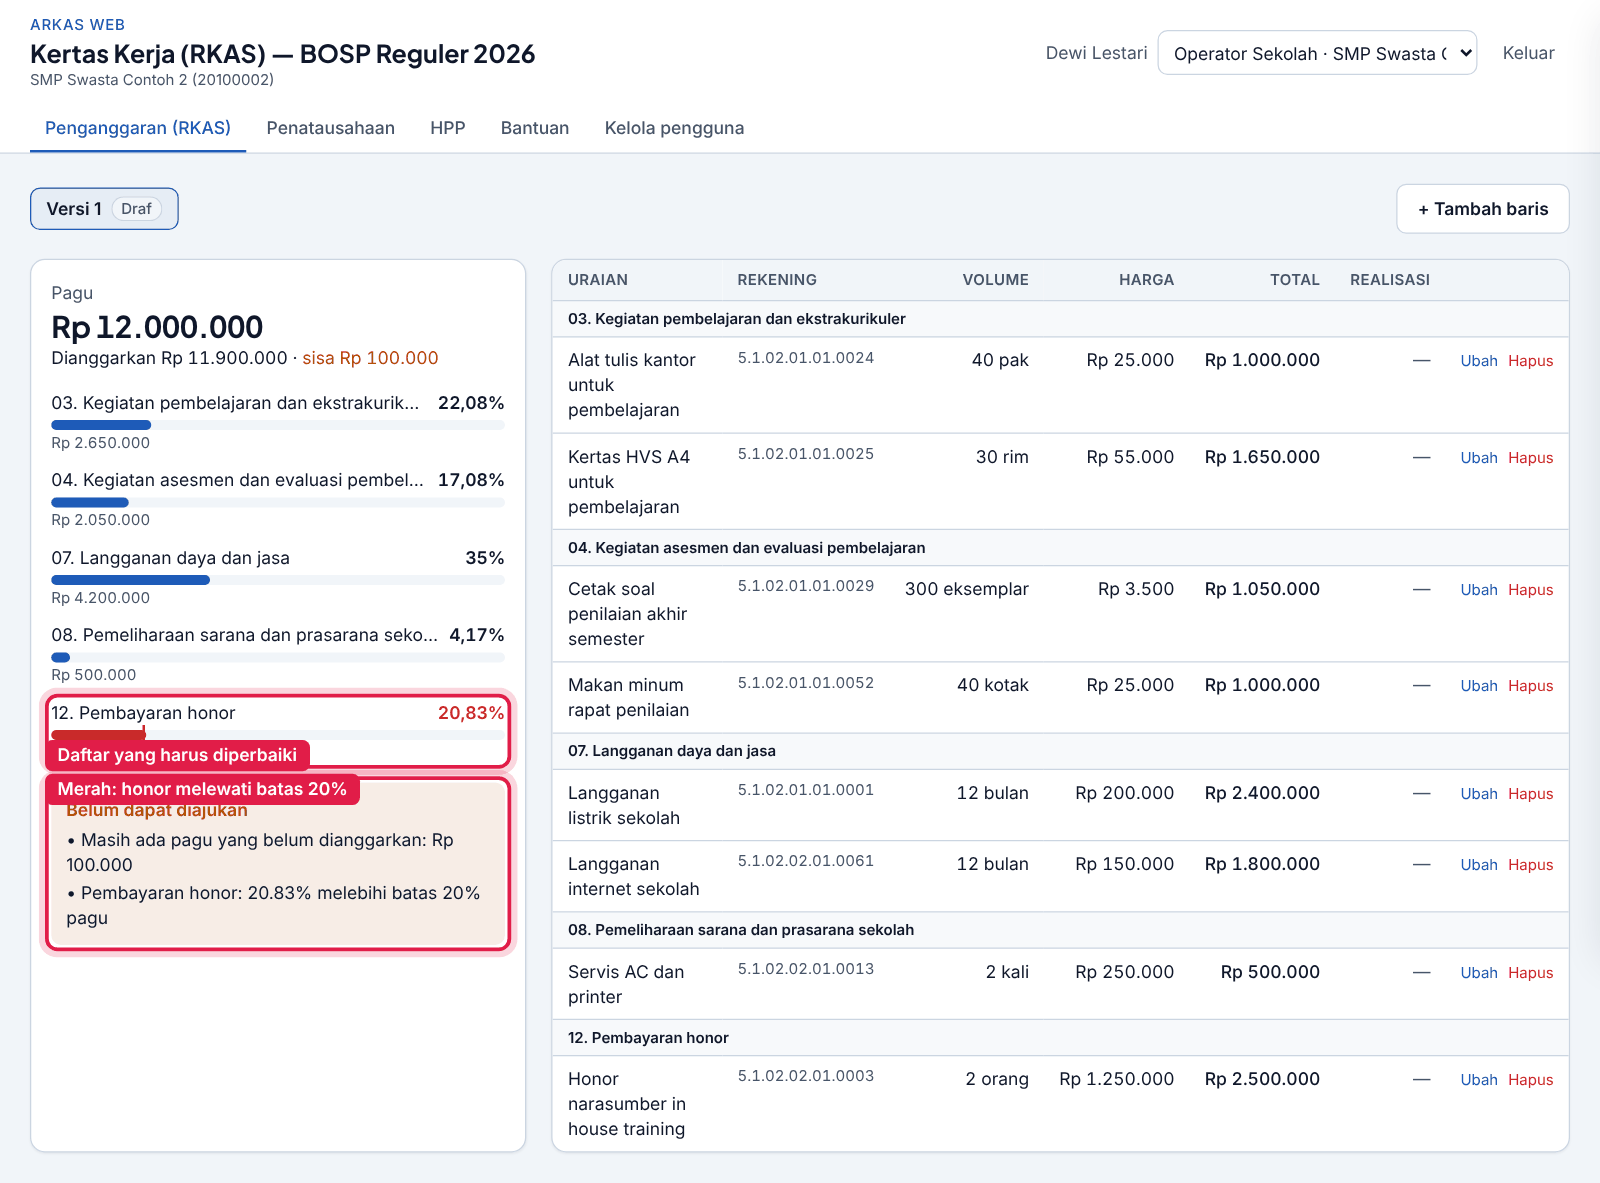 ARKAS WEB
Kertas Kerja (RKAS) — BOSP Reguler 2026
SMP Swasta Contoh 2 (20100002)
Dewi Lestari
Operator Sekolah · SMP Swasta C
Keluar
Penganggaran (RKAS)
Penatausahaan
HPP
Bantuan
Kelola pengguna
Versi 1
Draf
+ Tambah baris
Pagu
Rp 12.000.000
Dianggarkan Rp 11.900.000 · sisa Rp 100.000
03. Kegiatan pembelajaran dan ekstrakurik... 22,08%
Rp 2.650.000
04. Kegiatan asesmen dan evaluasi pembel... 17,08%
Rp 2.050.000
07. Langganan daya dan jasa 35%
Rp 4.200.000
08. Pemeliharaan sarana dan prasarana seko... 4,17%
Rp 500.000
12. Pembayaran honor 20,83%
Daftar yang harus diperbaiki
Merah: honor melewati batas 20%
Belum dapat diajukan
• Masih ada pagu yang belum dianggarkan: Rp
100.000
• Pembayaran honor: 20.83% melebihi batas 20%
pagu
URAIAN REKENING VOLUME HARGA TOTAL REALISASI
03. Kegiatan pembelajaran dan ekstrakurikuler
Alat tulis kantor 5.1.02.01.01.0024 40 pak Rp 25.000 Rp 1.000.000 — Ubah Hapus
untuk
pembelajaran
Kertas HVS A4 5.1.02.01.01.0025 30 rim Rp 55.000 Rp 1.650.000 — Ubah Hapus
untuk
pembelajaran
04. Kegiatan asesmen dan evaluasi pembelajaran
Cetak soal 5.1.02.01.01.0029 300 eksemplar Rp 3.500 Rp 1.050.000 — Ubah Hapus
penilaian akhir
semester
Makan minum 5.1.02.01.01.0052 40 kotak Rp 25.000 Rp 1.000.000 — Ubah Hapus
rapat penilaian
07. Langganan daya dan jasa
Langganan 5.1.02.02.01.0001 12 bulan Rp 200.000 Rp 2.400.000 — Ubah Hapus
listrik sekolah
Langganan 5.1.02.02.01.0061 12 bulan Rp 150.000 Rp 1.800.000 — Ubah Hapus
internet sekolah
08. Pemeliharaan sarana dan prasarana sekolah
Servis AC dan 5.1.02.02.01.0013 2 kali Rp 250.000 Rp 500.000 — Ubah Hapus
printer
12. Pembayaran honor
Honor 5.1.02.02.01.0003 2 orang Rp 1.250.000 Rp 2.500.000 — Ubah Hapus
narasumber in
house training